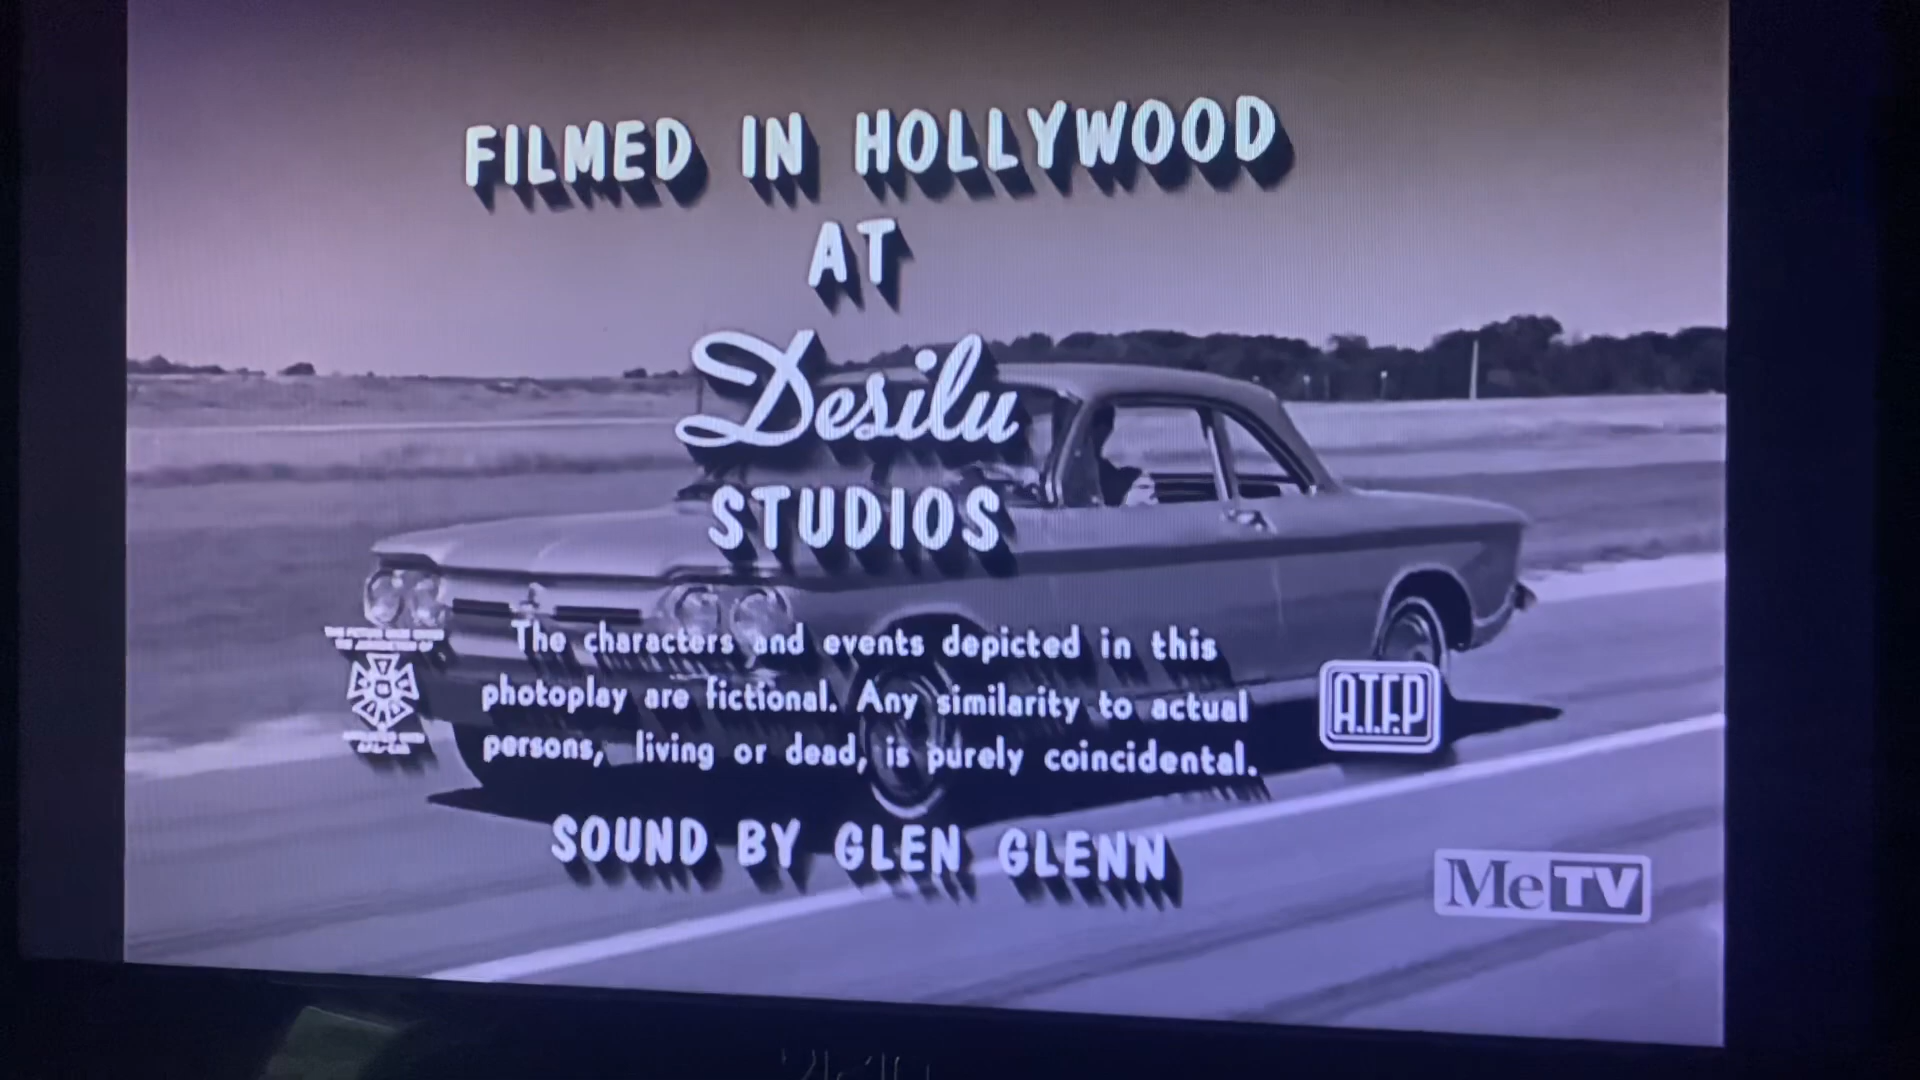 FILMED IN HOLLYWOOD
AT
Desilu
STUDIOS
The characters and events depicted in this
photoplay are fictional. Any similarity to actual
persons, living or dead, is purely coincidental.
A.T.F.P
SOUND BY GLEN GLENN
MeTV